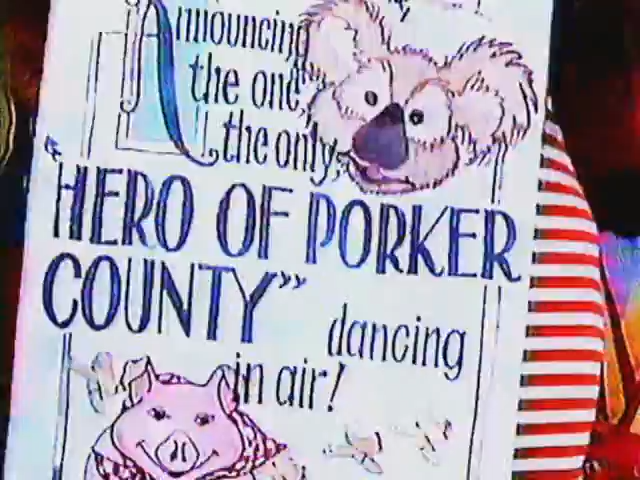 Announcing
the one,
the only,
"HERO OF PORKER
COUNTY"
dancing
in air!